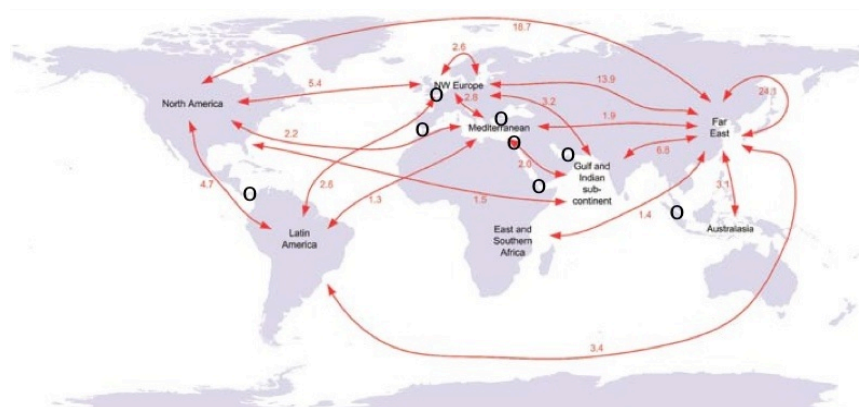 18.7
2.6
5.4
NW Europe
13.9
24.1
O
2.8
3.2
North America
1.9
Far
East
2.2
O
Mediterranean
O
O
6.8
O
2.0
Gulf and
Indian
sub-
continent
4.7
O
2.6
1.3
1.5
O
1.4
3.1
O
Latin
America
East and
Southern
Africa
Australasia
3.4